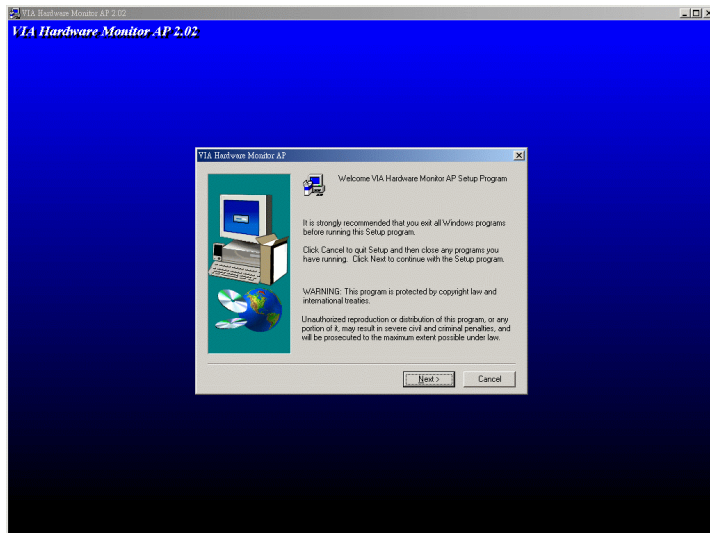 VIA Hardware Monitor AP 2.02
VIA Hardware Monitor AP 2.02
VIA Hardware Monitor AP
Welcome VIA Hardware Monitor AP Setup Program
It is strongly recommended that you exit all Windows programs
before running this Setup program.
Click Cancel to quit Setup and then close any programs you
have running. Click Next to continue with the Setup program.
WARNING: This program is protected by copyright law and
international treaties.
Unauthorized reproduction or distribution of this program, or any
portion of it, may result in severe civil and criminal penalties, and
will be prosecuted to the maximum extent possible under law.
Next >
Cancel